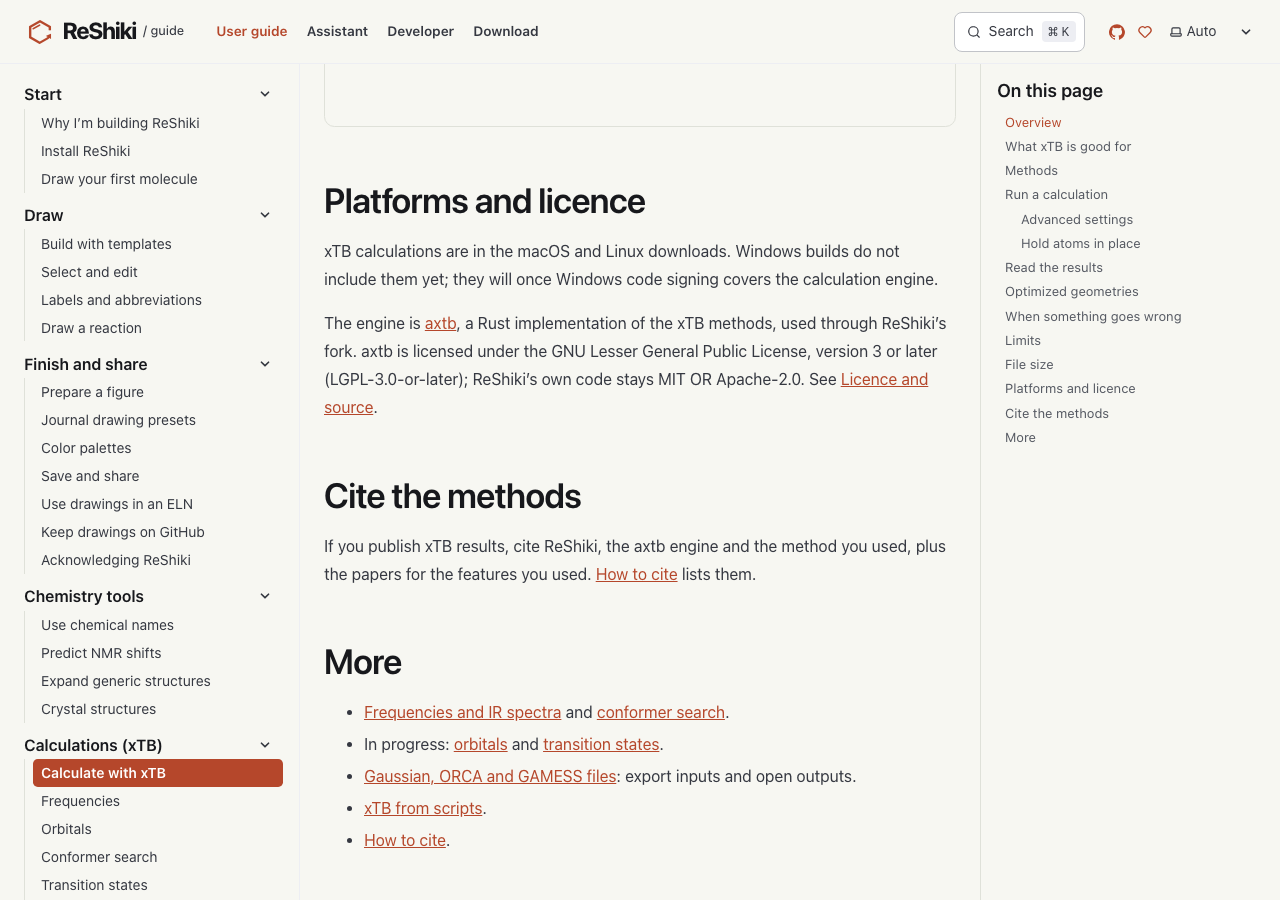 ReShiki / guide
User guide
Assistant
Developer
Download
Search ⌘ K
Auto
Start
Why I’m building ReShiki
Install ReShiki
Draw your first molecule
Draw
Build with templates
Select and edit
Labels and abbreviations
Draw a reaction
Finish and share
Prepare a figure
Journal drawing presets
Color palettes
Save and share
Use drawings in an ELN
Keep drawings on GitHub
Acknowledging ReShiki
Chemistry tools
Use chemical names
Predict NMR shifts
Expand generic structures
Crystal structures
Calculations (xTB)
Calculate with xTB
Frequencies
Orbitals
Conformer search
Transition states
Platforms and licence
xTB calculations are in the macOS and Linux downloads. Windows builds do not
include them yet; they will once Windows code signing covers the calculation engine.
The engine is axtb, a Rust implementation of the xTB methods, used through ReShiki’s
fork. axtb is licensed under the GNU Lesser General Public License, version 3 or later
(LGPL-3.0-or-later); ReShiki’s own code stays MIT OR Apache-2.0. See Licence and
source.
Cite the methods
If you publish xTB results, cite ReShiki, the axtb engine and the method you used, plus
the papers for the features you used. How to cite lists them.
More
• Frequencies and IR spectra and conformer search.
• In progress: orbitals and transition states.
• Gaussian, ORCA and GAMESS files: export inputs and open outputs.
• xTB from scripts.
• How to cite.
On this page
Overview
What xTB is good for
Methods
Run a calculation
Advanced settings
Hold atoms in place
Read the results
Optimized geometries
When something goes wrong
Limits
File size
Platforms and licence
Cite the methods
More